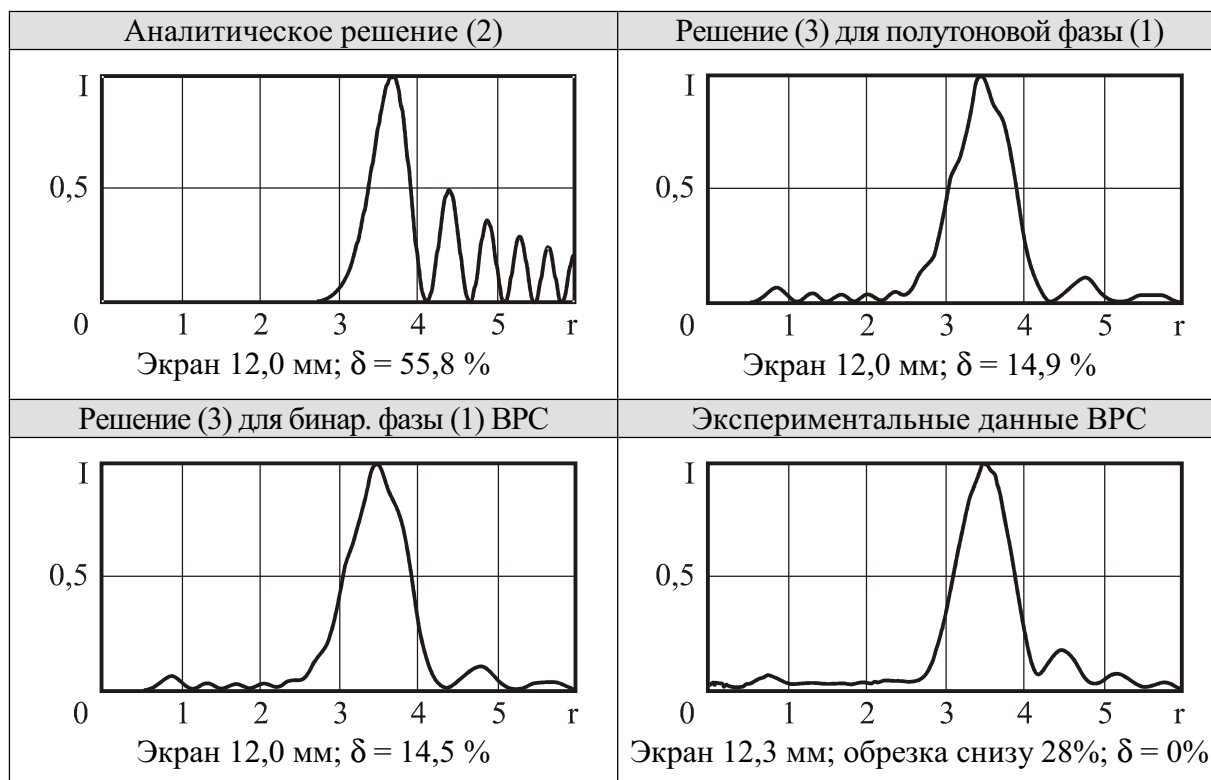 Аналитическое решение (2)
I
0,5
0 1 2 3 4 5 r
Экран 12,0 мм; δ = 55,8 %
Решение (3) для полутоновой фазы (1)
I
0,5
0 1 2 3 4 5 r
Экран 12,0 мм; δ = 14,9 %
Решение (3) для бинар. фазы (1) ВРС
I
0,5
0 1 2 3 4 5 r
Экран 12,0 мм; δ = 14,5 %
Экспериментальные данные ВРС
I
0,5
0 1 2 3 4 5 r
Экран 12,3 мм; обрезка снизу 28%; δ = 0%